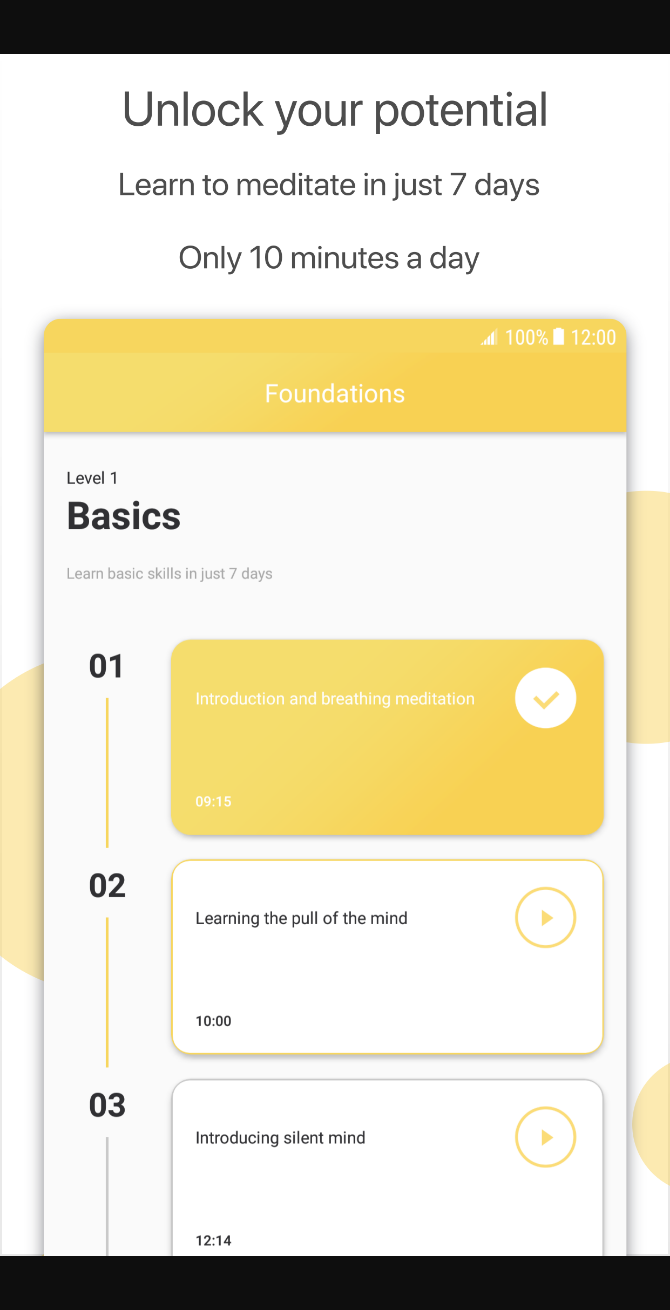 Unlock your potential
Learn to meditate in just 7 days
Only 10 minutes a day
100% 12:00
Foundations
Level 1
Basics
Learn basic skills in just 7 days
01
Introduction and breathing meditation
09:15
02
Learning the pull of the mind
10:00
03
Introducing silent mind
12:14